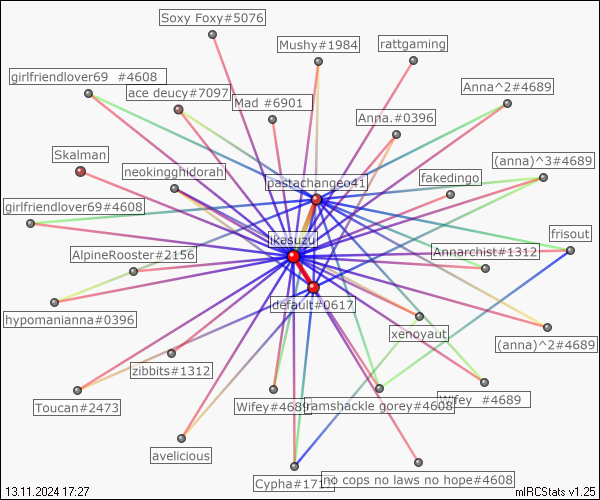 Soxy Foxy#5076
Mushy#1984
rattgaming
girlfriendlover69 #4608
ace deucy#7097
Anna^2#4689
Mad #6901
Anna.#0396
Skalman
neokingghidorah
(anna)^3#4689
pastachangeo41
fakedingo
girlfriendlover69#4608
Ikasuzu
frisout
AlpineRooster#2156
Annarchist#1312
default#0617
hypomanianna#0396
xenoyaut
(anna)^2#4689
zibbits#1312
Toucan#2473
Wifey#4689
ramshackle gorey#4608
Wifey #4689
avelicious
Cypha#1717
no cops no laws no hope#4608
13.11.2024 17:27
mIRCStats v1.25